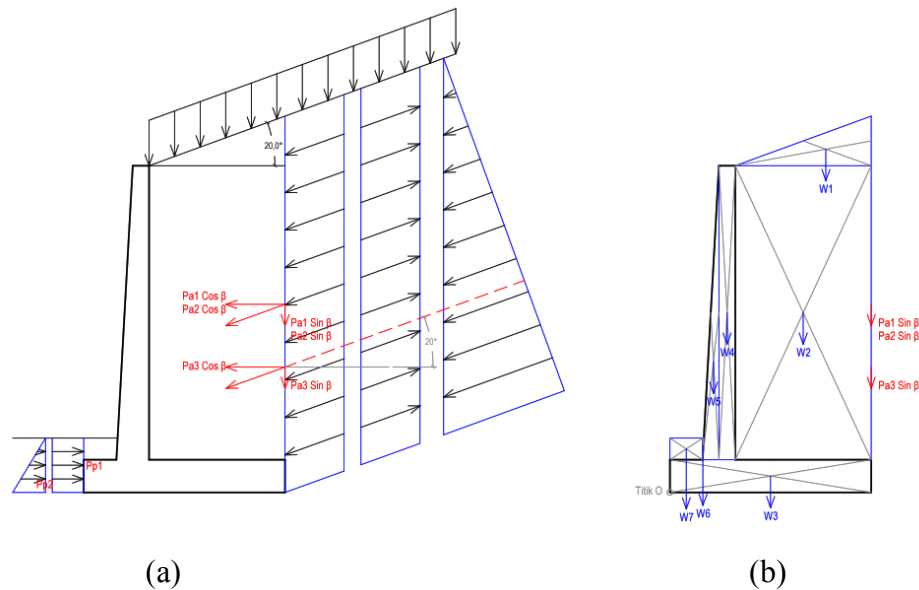 20,0°
Pa1 Cos β
Pa2 Cos β
Pa1 Sin β
Pa2 Sin β
20°
Pa3 Cos β
Pa3 Sin β
Pp1
Pp2
W1
Pa1 Sin β
Pa2 Sin β
W4
W2
W5
Pa3 Sin β
Titik O
W7
W6
W3
(a)
(b)